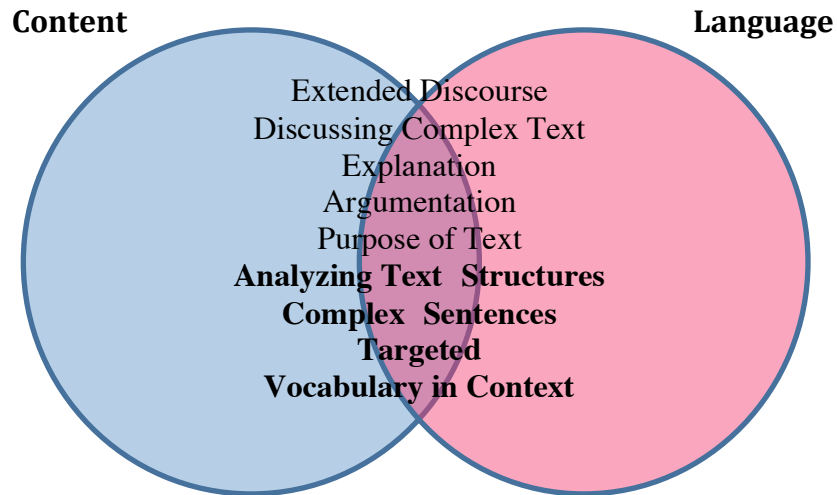 Content
Language
Extended Discourse
Discussing Complex Text
Explanation
Argumentation
Purpose of Text
Analyzing Text Structures
Complex Sentences
Targeted
Vocabulary in Context